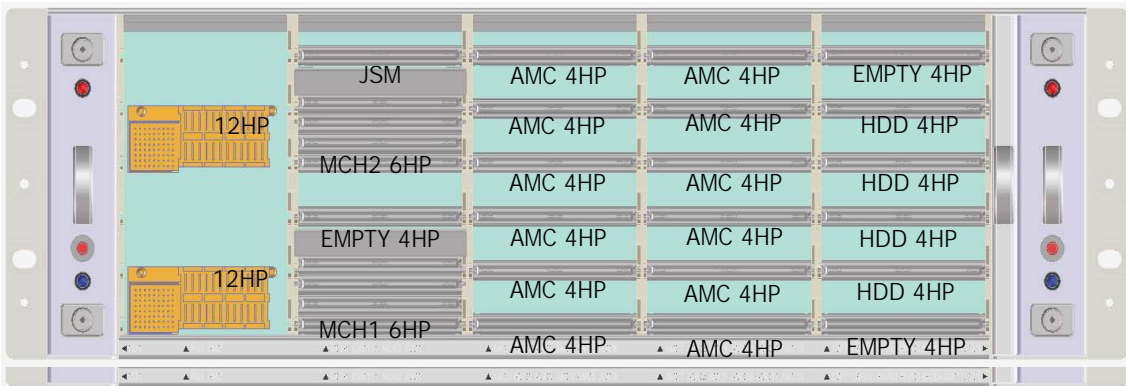 JSM AMC 4HP AMC 4HP EMPTY 4HP
12HP AMC 4HP AMC 4HP HDD 4HP
MCH2 6HP AMC 4HP AMC 4HP HDD 4HP
EMPTY 4HP AMC 4HP AMC 4HP HDD 4HP
12HP AMC 4HP AMC 4HP HDD 4HP
MCH1 6HP AMC 4HP AMC 4HP EMPTY 4HP